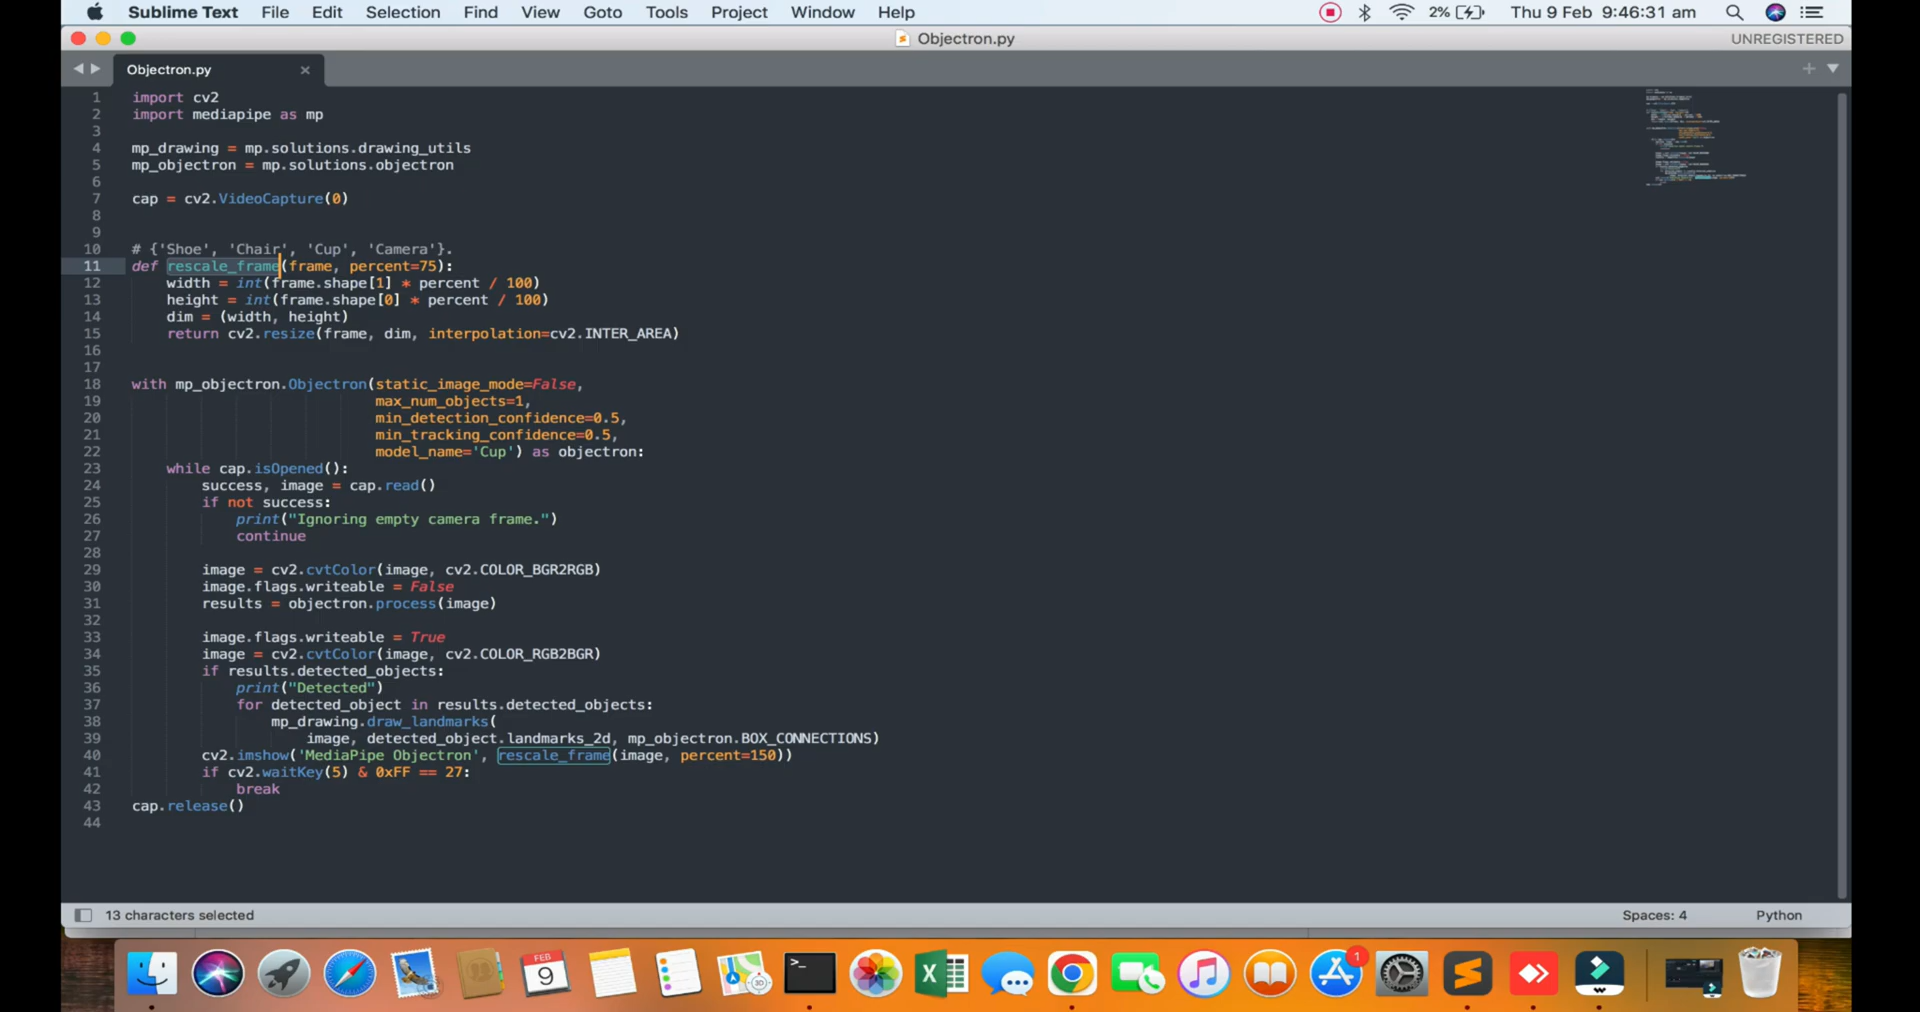 Sublime Text File Edit Selection Find View Goto Tools Project Window Help 2% Thu 9 Feb 9:46:31 am
Objectron.py UNREGISTERED
Objectron.py
1 import cv2
2 import mediapipe as mp
3
4 mp_drawing = mp.solutions.drawing_utils
5 mp_objectron = mp.solutions.objectron
6
7 cap = cv2.VideoCapture(0)
8
9
10 # {'Shoe', 'Chair', 'Cup', 'Camera'}.
11 def rescale_frame(frame, percent=75):
12     width = int(frame.shape[1] * percent / 100)
13     height = int(frame.shape[0] * percent / 100)
14     dim = (width, height)
15     return cv2.resize(frame, dim, interpolation=cv2.INTER_AREA)
16
17
18 with mp_objectron.Objectron(static_image_mode=False,
19                             max_num_objects=1,
20                             min_detection_confidence=0.5,
21                             min_tracking_confidence=0.5,
22                             model_name='Cup') as objectron:
23     while cap.isOpened():
24         success, image = cap.read()
25         if not success:
26             print("Ignoring empty camera frame.")
27             continue
28
29         image = cv2.cvtColor(image, cv2.COLOR_BGR2RGB)
30         image.flags.writeable = False
31         results = objectron.process(image)
32
33         image.flags.writeable = True
34         image = cv2.cvtColor(image, cv2.COLOR_RGB2BGR)
35         if results.detected_objects:
36             print("Detected")
37             for detected_object in results.detected_objects:
38                 mp_drawing.draw_landmarks(
39                     image, detected_object.landmarks_2d, mp_objectron.BOX_CONNECTIONS)
40         cv2.imshow('MediaPipe Objectron', rescale_frame(image, percent=150))
41         if cv2.waitKey(5) & 0xFF == 27:
42             break
43 cap.release()
44
13 characters selected Spaces: 4 Python
FEB
9
1